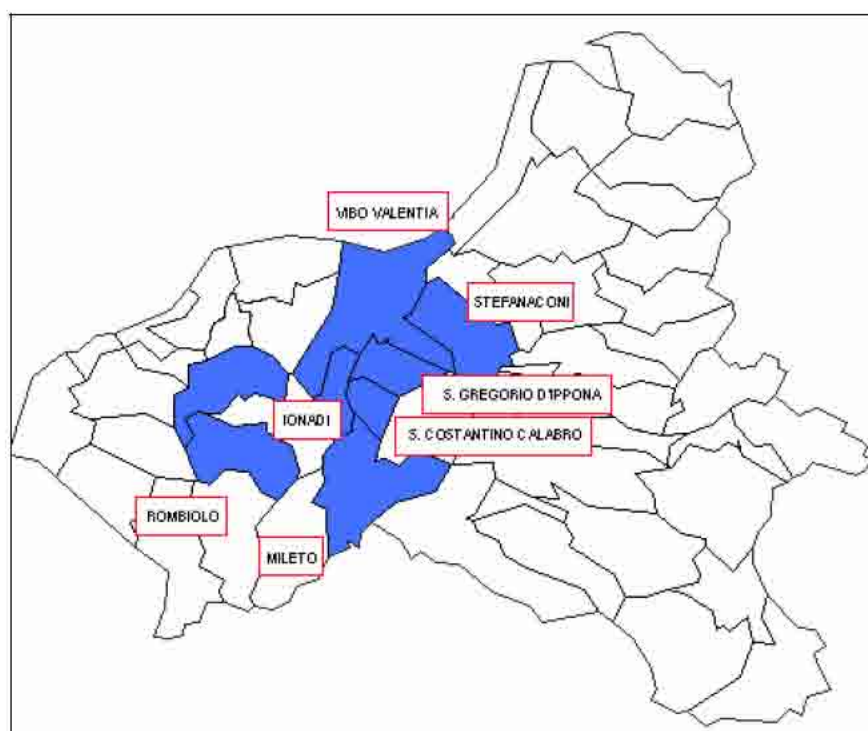 VIBO VALENTIA
STEFANACONI
S. GREGORIO D'IPPONA
IONADI
S. COSTANTINO CALABRO
ROMBIOLO
MILETO